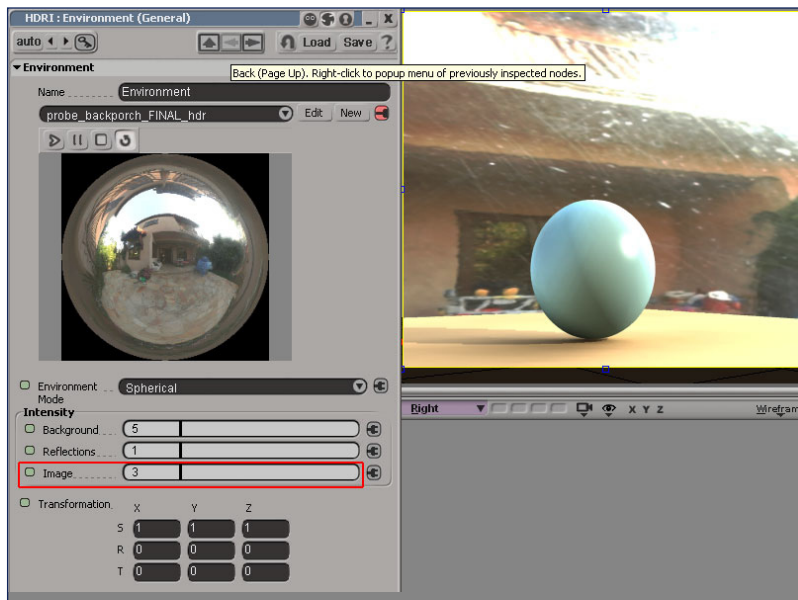 HDRI : Environment (General)
auto
Load Save ?
Environment
Back (Page Up). Right-click to popup menu of previously inspected nodes.
Name Environment
probe_backporch_FINAL_hdr Edit New
Environment Mode Spherical
Intensity
Background 5
Reflections 1
Image 3
Transformation X Y Z
S 1 1 1
R 0 0 0
T 0 0 0
Right X Y Z Wirefram